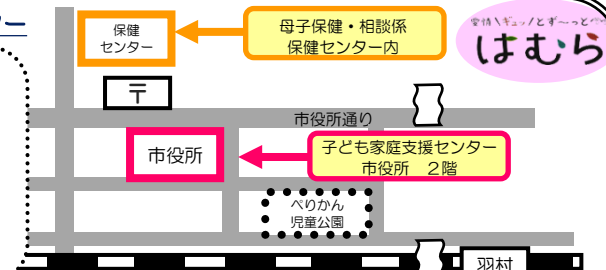 ー
保健
センター
母子保健・相談係
保健センター内
はむら
〒
市役所通り
市役所
子ども家庭支援センター
市役所　2階
ぺりかん
児童公園
羽村